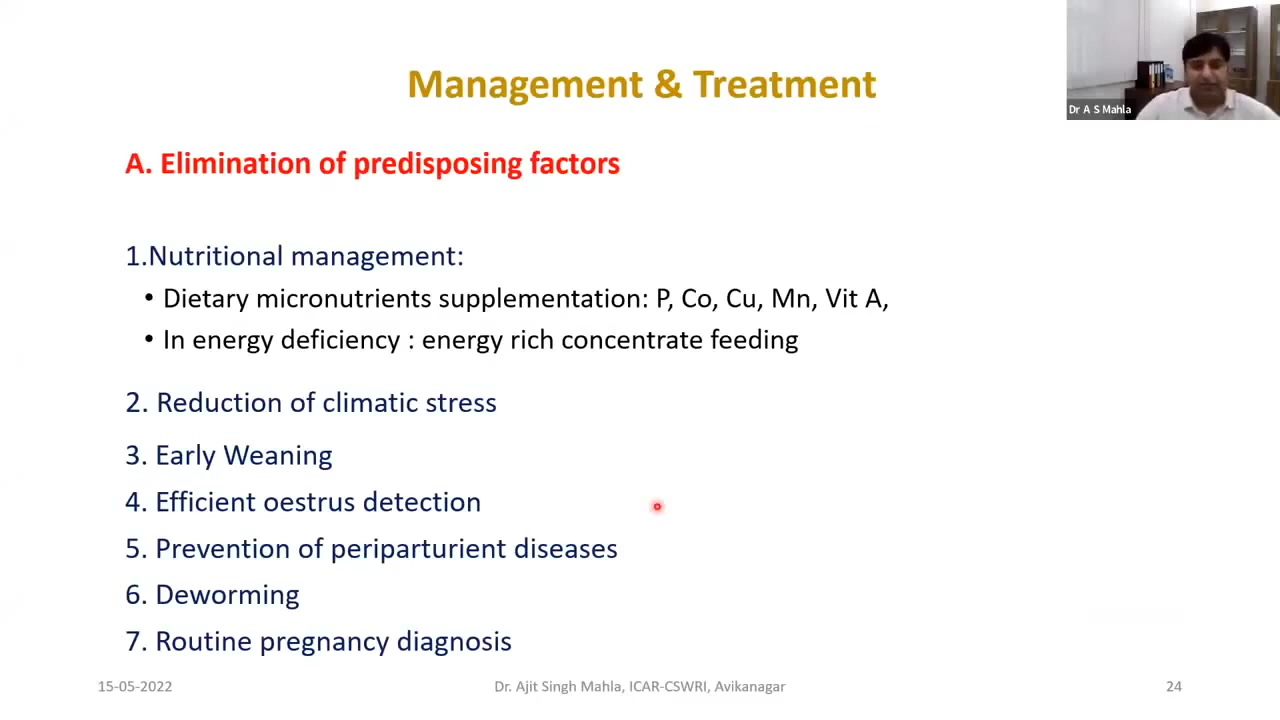 Dr A S Mahla
Management & Treatment
A. Elimination of predisposing factors
1.Nutritional management:
• Dietary micronutrients supplementation: P, Co, Cu, Mn, Vit A,
• In energy deficiency : energy rich concentrate feeding
2. Reduction of climatic stress
3. Early Weaning
4. Efficient oestrus detection
5. Prevention of periparturient diseases
6. Deworming
7. Routine pregnancy diagnosis
15-05-2022
Dr. Ajit Singh Mahla, ICAR-CSWRI, Avikanagar
24